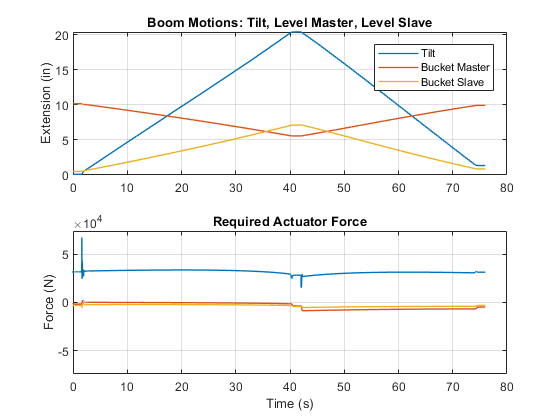 Boom Motions: Tilt, Level Master, Level Slave
Extension (in)
20
15
10
5
0
Tilt
Bucket Master
Bucket Slave
0 10 20 30 40 50 60 70 80
Required Actuator Force
×10⁴
Force (N)
5
0
-5
0 10 20 30 40 50 60 70 80
Time (s)